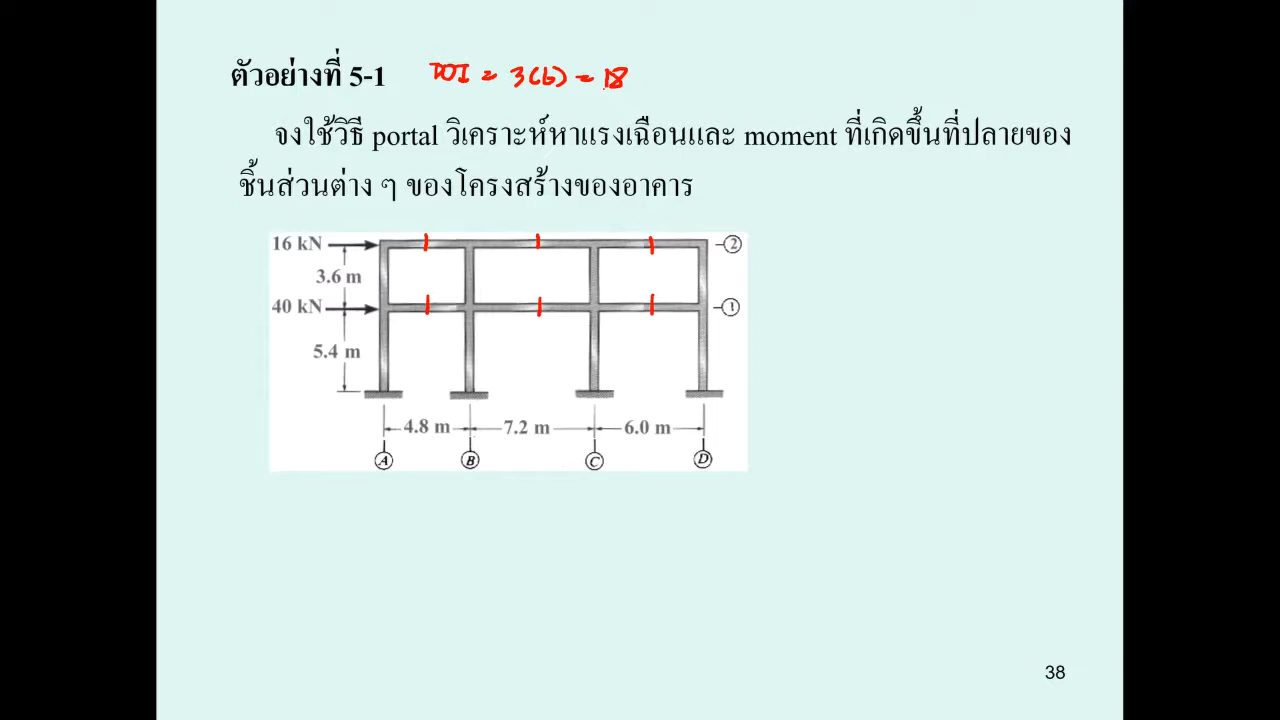 ตัวอย่างที่ 5-1 DOI = 3(6) = 18
จงใช้วิธี portal วิเคราะห์หาแรงเฉือนและ moment ที่เกิดขึ้นที่ปลายของ
ชิ้นส่วนต่าง ๆ ของโครงสร้างของอาคาร
16 kN
2
3.6 m
40 kN
1
5.4 m
4.8 m 7.2 m 6.0 m
A B C D
38